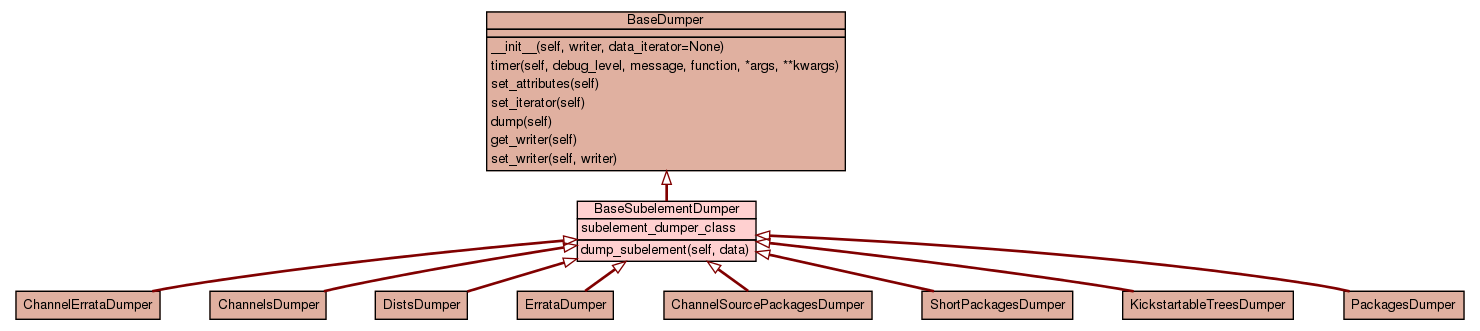 BaseDumper
__init__(self, writer, data_iterator=None)
timer(self, debug_level, message, function, *args, **kwargs)
set_attributes(self)
set_iterator(self)
dump(self)
get_writer(self)
set_writer(self, writer)
BaseSubelementDumper
subelement_dumper_class
dump_subelement(self, data)
ChannelErrataDumper
ChannelsDumper
DistsDumper
ErrataDumper
ChannelSourcePackagesDumper
ShortPackagesDumper
KickstartableTreesDumper
PackagesDumper